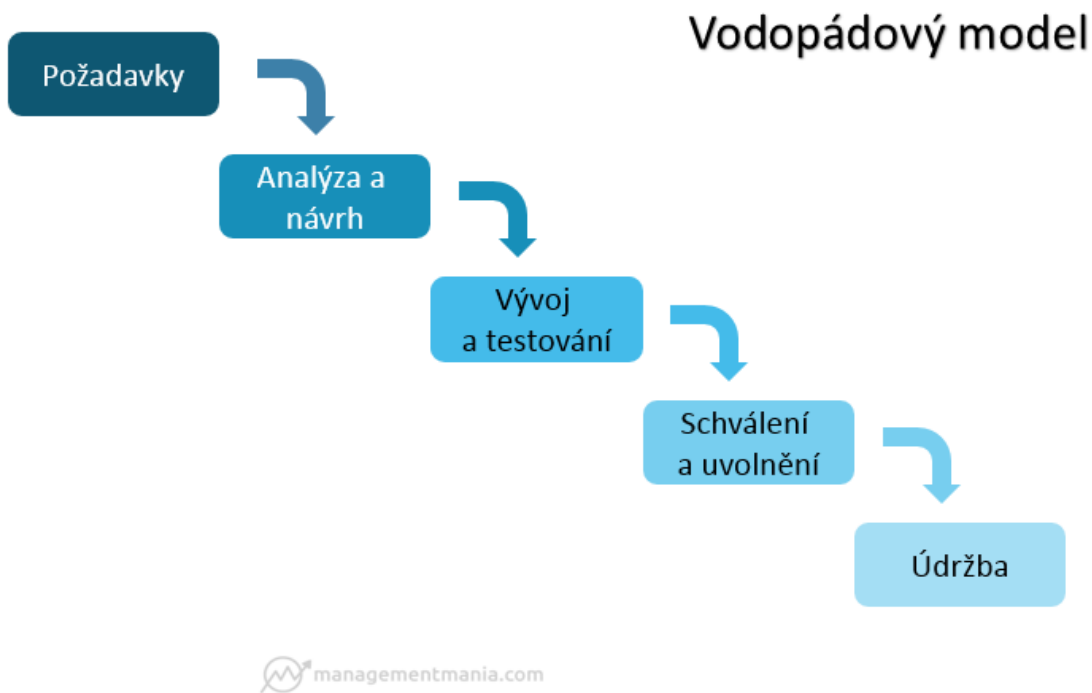 Vodopádový model
Požadavky
Analýza a
návrh
Vývoj
a testování
Schválení
a uvolnění
Údržba
managementmania.com